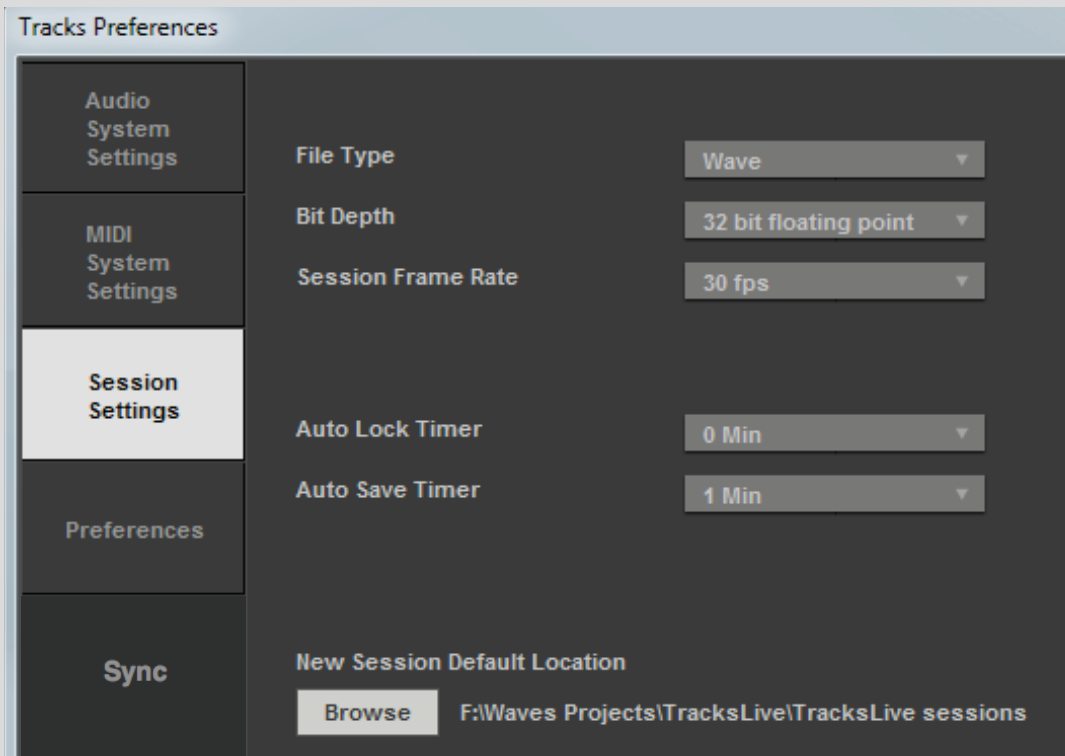 Tracks Preferences
Audio
System
Settings
MIDI
System
Settings
Session
Settings
Preferences
Sync
File Type Wave
Bit Depth 32 bit floating point
Session Frame Rate 30 fps
Auto Lock Timer 0 Min
Auto Save Timer 1 Min
New Session Default Location
Browse F:\Waves Projects\TracksLive\TracksLive sessions